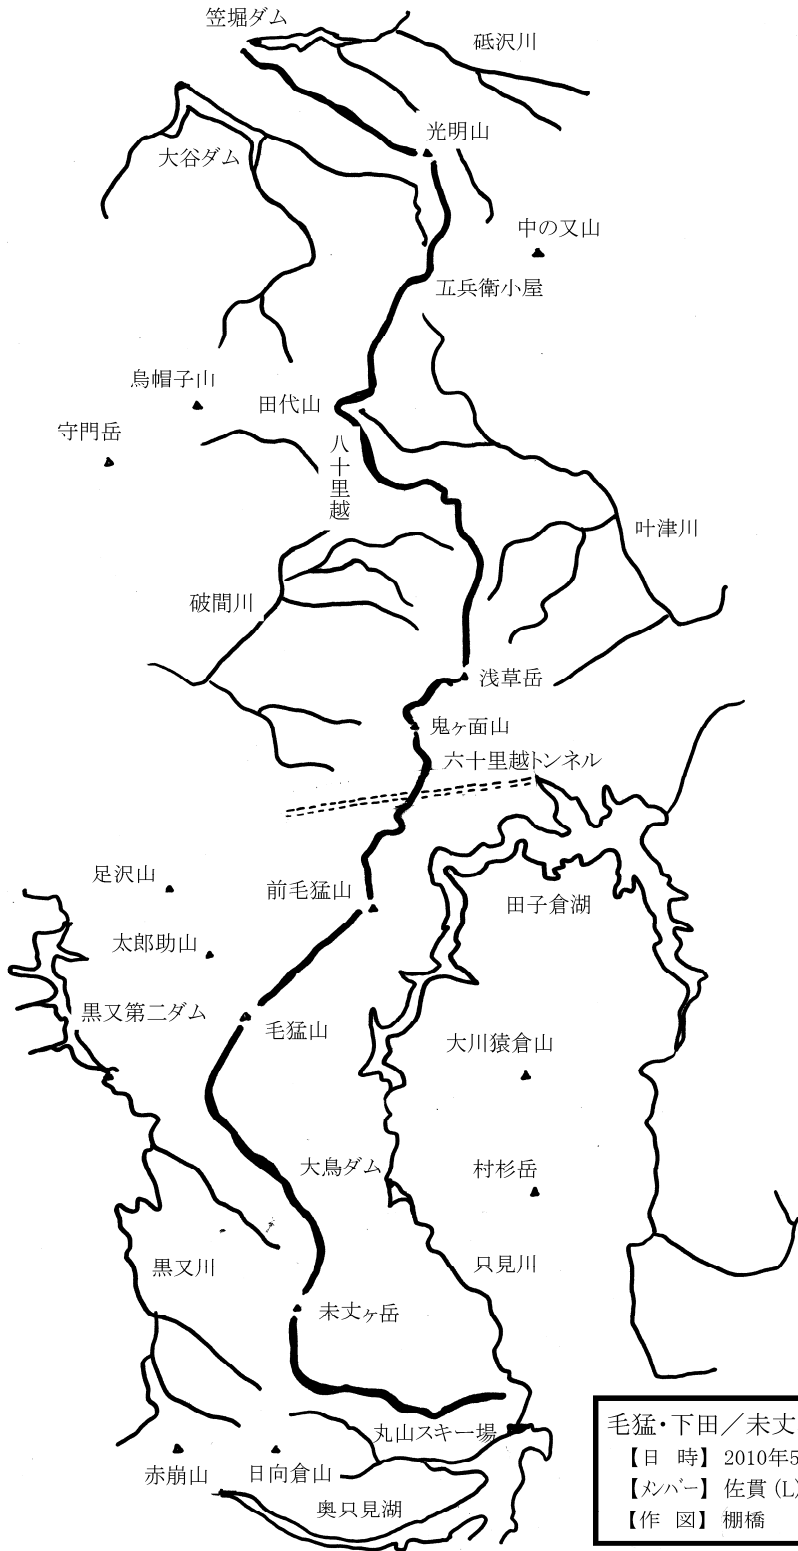 笠堀ダム
砥沢川
光明山
大谷ダム
中の又山
五兵衛小屋
烏帽子山
田代山
守門岳
八十里越
叶津川
破間川
浅草岳
鬼ヶ面山
六十里越トンネル
足沢山
前毛猛山
田子倉湖
太郎助山
黒又第二ダム
毛猛山
大川猿倉山
大鳥ダム
村杉岳
黒又川
只見川
未丈ヶ岳
丸山スキー場
赤崩山
日向倉山
奥只見湖
毛猛・下田／未丈
【日 時】 2010年5
【メンバー】 佐貫 (L)
【作 図】 棚橋